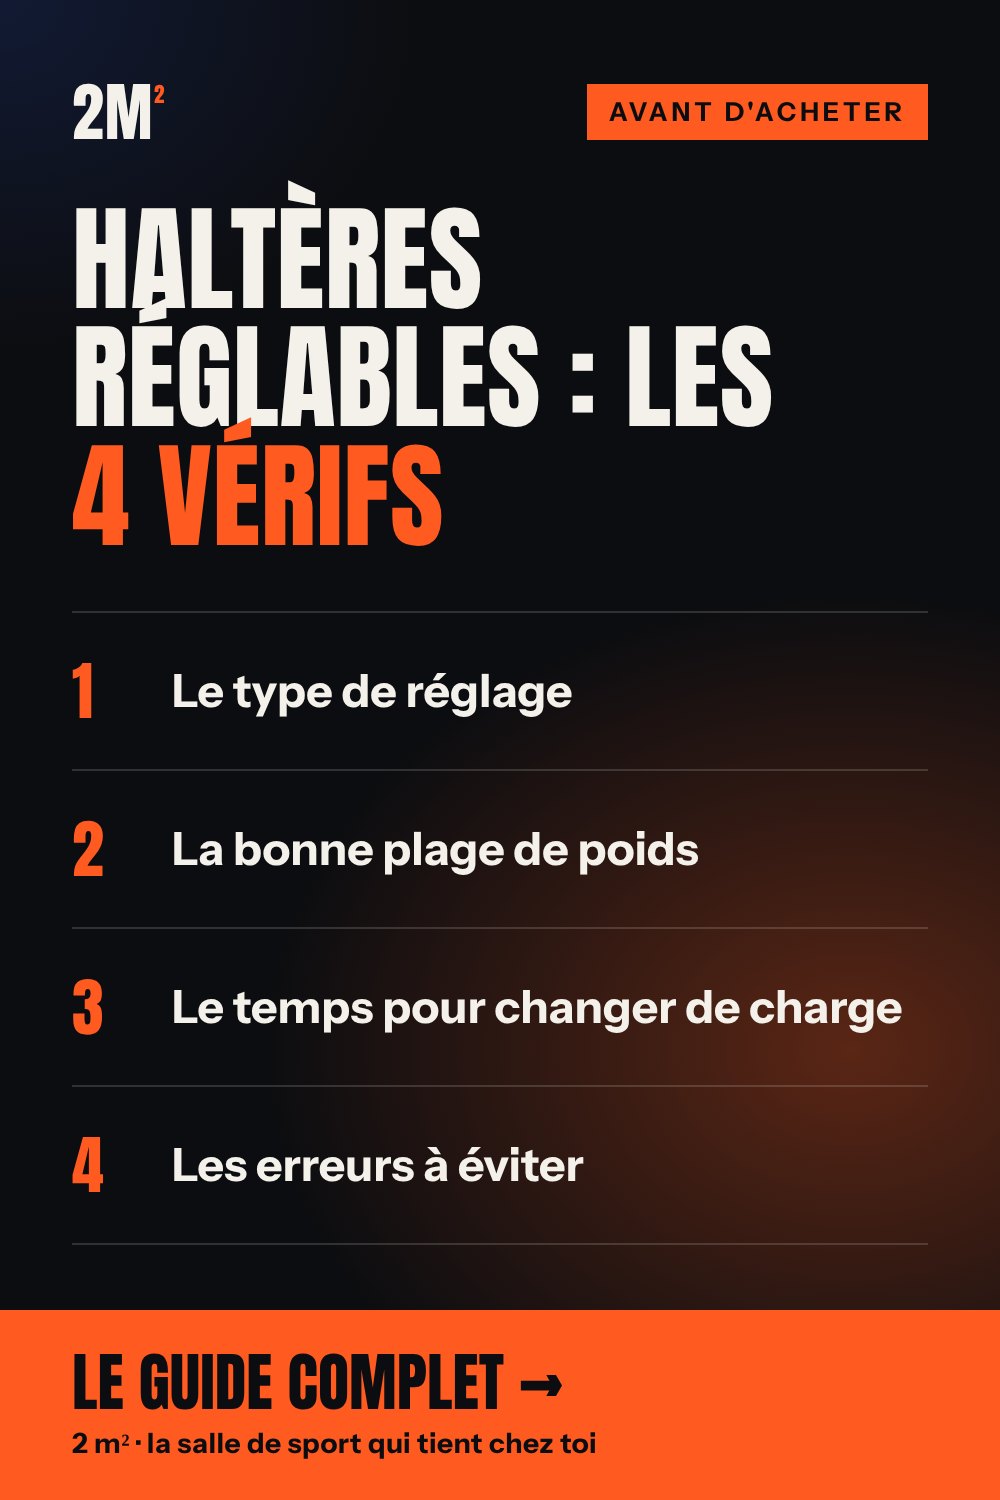 2M²
AVANT D'ACHETER
HALTÈRES
RÉGLABLES : LES
4 VÉRIFS
1 Le type de réglage
2 La bonne plage de poids
3 Le temps pour changer de charge
4 Les erreurs à éviter
LE GUIDE COMPLET →
2 m² · la salle de sport qui tient chez toi